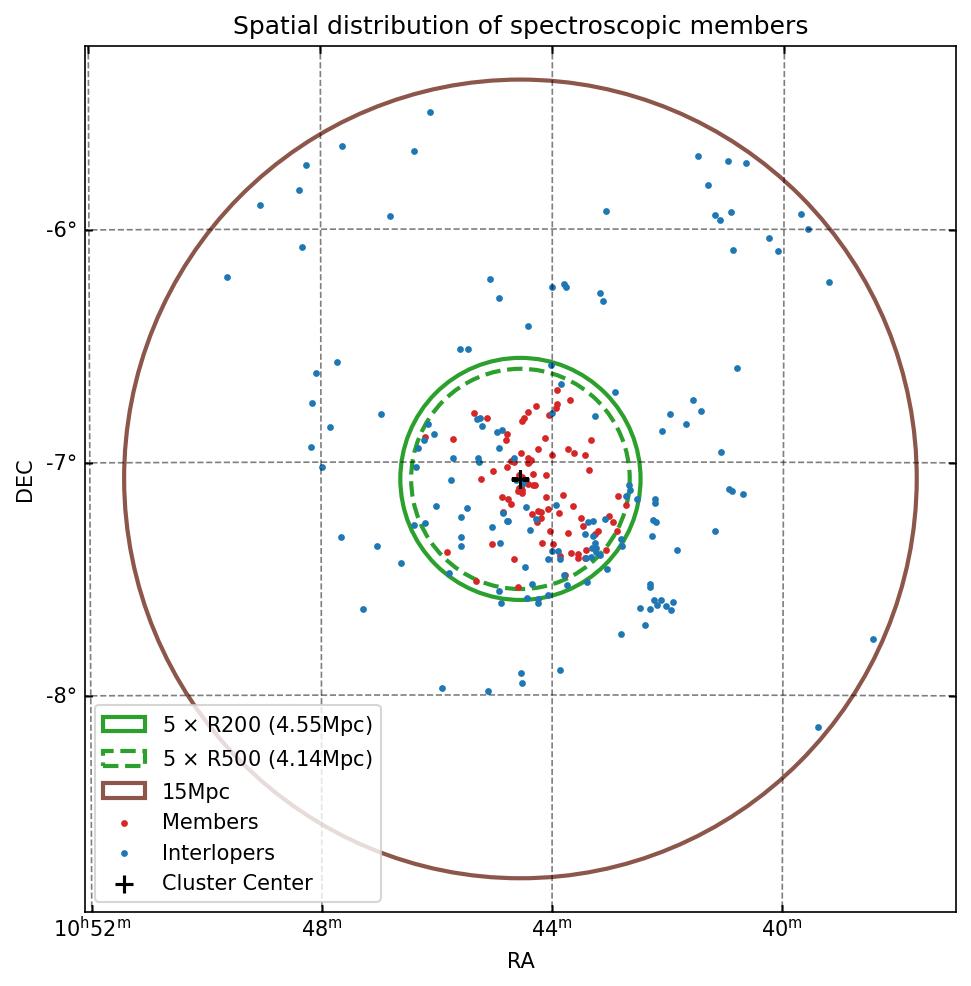 Spatial distribution of spectroscopic members
-6°
-7°
-8°
DEC
5 × R200 (4.55Mpc)
5 × R500 (4.14Mpc)
15Mpc
Members
Interlopers
Cluster Center
10ʰ52ᵐ 48ᵐ 44ᵐ 40ᵐ
RA